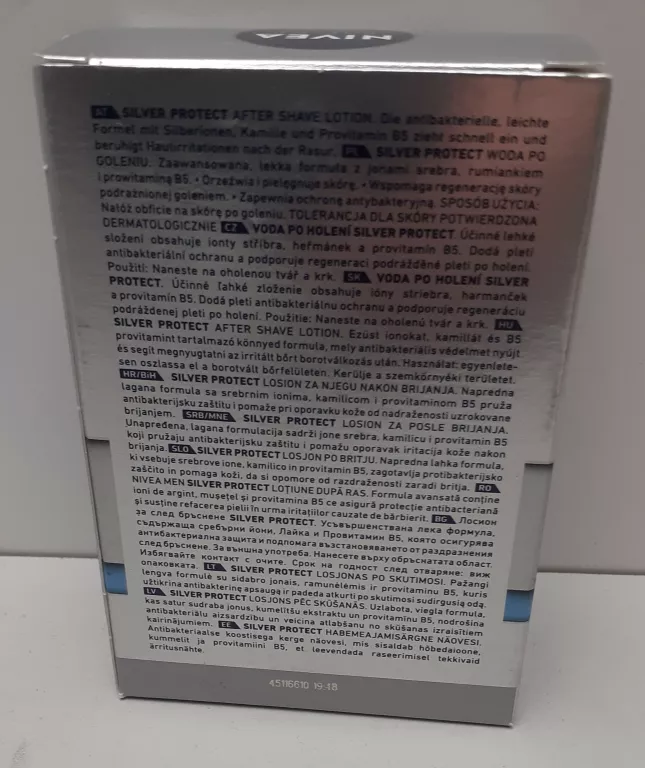 NIVEA
AT SILVER PROTECT AFTER SHAVE LOTION. Die antibakterielle, leichte
Formel mit Silberionen, Kamille und Provitamin B5 zieht schnell ein und
beruhigt Hautirritationen nach der Rasur. PL SILVER PROTECT WODA PO
GOLENIU. Zaawansowana, lekka formuła z jonami srebra, rumiankiem
i prowitaminą B5. • Orzeźwia i pielęgnuje skórę. • Wspomaga regenerację skóry
podrażnionej goleniem. • Zapewnia ochronę antybakteryjną. SPOSÓB UŻYCIA:
Nałóż obficie na skórę po goleniu. TOLERANCJA DLA SKÓRY POTWIERDZONA
DERMATOLOGICZNIE CZ VODA PO HOLENÍ SILVER PROTECT. Účinné lehké
složení obsahuje ionty stříbra, heřmánek a provitamin B5. Dodá pleti
antibakteriální ochranu a podporuje regeneraci podrážděné pleti po holení.
Použití: Naneste na oholenou tvář a krk. SK VODA PO HOLENÍ SILVER
PROTECT. Účinné ľahké zloženie obsahuje ióny striebra, harmanček
a provitamín B5. Dodá pleti antibakteriálnu ochranu a podporuje regeneráciu
podráždenej pleti po holení. Použitie: Naneste na oholenú tvár a krk. HU
SILVER PROTECT AFTER SHAVE LOTION. Ezüst ionokat, kamillát és B5
provitamint tartalmazó könnyed formula, mely antibakteriális védelmet nyújt
és segít megnyugtatni az irritált bőrt borotválkozás után. Használat: egyenlete-
sen oszlassa el a borotvált bőrfelületen. Kerülje a szemkörnyéki területet.
HR/BiH SILVER PROTECT LOSION ZA NJEGU NAKON BRIJANJA. Napredna
lagana formula sa srebrnim ionima, kamilicom i provitaminom B5 pruža
antibakterijsku zaštitu i pomaže pri oporavku kože od nadraženosti uzrokovane
brijanjem. SRB/MNE SILVER PROTECT LOSION ZA POSLE BRIJANJA.
Unapređena, lagana formulacija sadrži jone srebra, kamilicu i provitamin B5
koji pružaju antibakterijsku zaštitu i pomažu oporavak iritacija kože nakon
brijanja. SLO SILVER PROTECT LOSJON PO BRITJU. Napredna lahka formula,
ki vsebuje srebrove ione, kamilico in provitamin B5, zagotavlja protibakterijsko
zaščito in pomaga koži, da si opomore od razdraženosti zaradi britja. RO
NIVEA MEN SILVER PROTECT LOȚIUNE DUPĂ RAS. Formula avansată conține
ioni de argint, mușețel și provitamina B5 ce asigură protecție antibacteriană
și susține refacerea pielii în urma iritațiilor cauzate de bărbierit. BG Лосион
за след бръснене SILVER PROTECT. Усъвършенствана лека формула,
съдържаща сребърни йони, Лайка и Провитамин B5, която осигурява
антибактериална защита и подпомага възстановяването от раздразнения
след бръснене. За външна употреба. Нанесете върху обръснатата област.
Избягвайте контакт с очите. Срок на годност след отваряне: виж
опаковката. LT SILVER PROTECT LOSJONAS PO SKUTIMOSI. Pažangi
lengva formulė su sidabro jonais, ramunėlėmis ir provitaminu B5, kuris
užtikrina antibakterinę apsaugą ir padeda atkurti po skutimosi sudirgusią odą.
LV SILVER PROTECT LOSJONS PĒC SKŪŠANĀS. Uzlabota, viegla formula,
kas satur sudraba jonus, kumelīšu ekstraktu un provitamīnu B5, nodrošina
antibakteriālu aizsardzību un veicina atlabšanu no skūšanās izraisītiem
kairinājumiem. EE SILVER PROTECT HABEMEAJAMISJÄRGNE NÄOVESI.
Antibakteriaalse koostisega kerge näovesi, mis sisaldab hõbedaioone,
kummelit ja provitamiini B5, et leevendada raseerimisel tekkivaid
ärritusnähte.
45116610 19:48